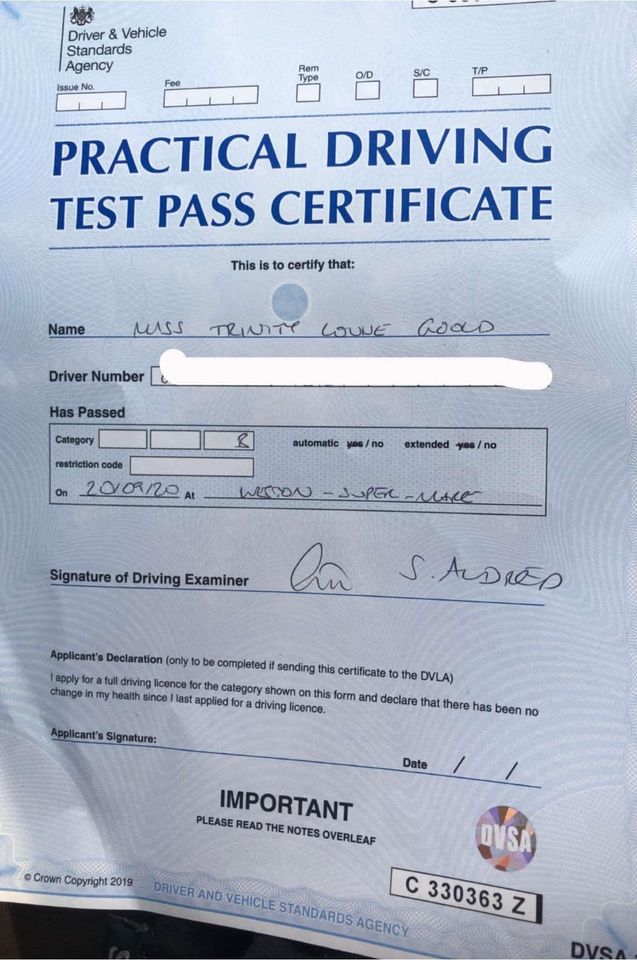 Driver & Vehicle
Standards
Agency
Issue No. Fee Rem Type O/D S/C T/P
PRACTICAL DRIVING
TEST PASS CERTIFICATE
This is to certify that:
Name MISS TRINITY LOUNE GOOLD
Driver Number
Has Passed
Category B automatic yes / no extended yes / no
restriction code
On 20/09/20 At WESTON - SUPER - MARE
Signature of Driving Examiner S. ALDRED
Applicant's Declaration (only to be completed if sending this certificate to the DVLA)
I apply for a full driving licence for the category shown on this form and declare that there has been no
change in my health since I last applied for a driving licence.
Applicant's Signature:
Date / /
IMPORTANT
PLEASE READ THE NOTES OVERLEAF
DVSA
© Crown Copyright 2019
DRIVER AND VEHICLE STANDARDS AGENCY
C 330363 Z
DVSA